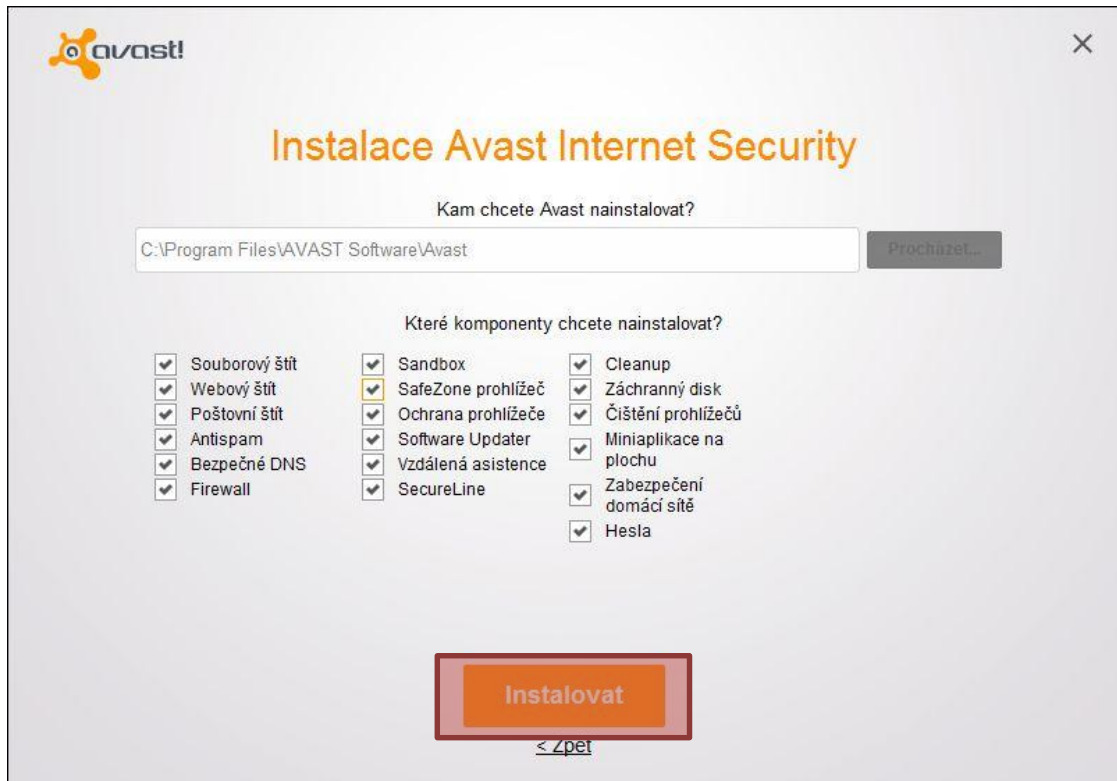 avast!
Instalace Avast Internet Security
Kam chcete Avast nainstalovat?
C:\Program Files\AVAST Software\Avast
Procházet...
Které komponenty chcete nainstalovat?
Souborový štít
Webový štít
Poštovní štít
Antispam
Bezpečné DNS
Firewall
Sandbox
SafeZone prohlížeč
Ochrana prohlížeče
Software Updater
Vzdálená asistence
SecureLine
Cleanup
Záchranný disk
Čištění prohlížečů
Miniaplikace na
plochu
Zabezpečení
domácí sítě
Hesla
Instalovat
< Zpět